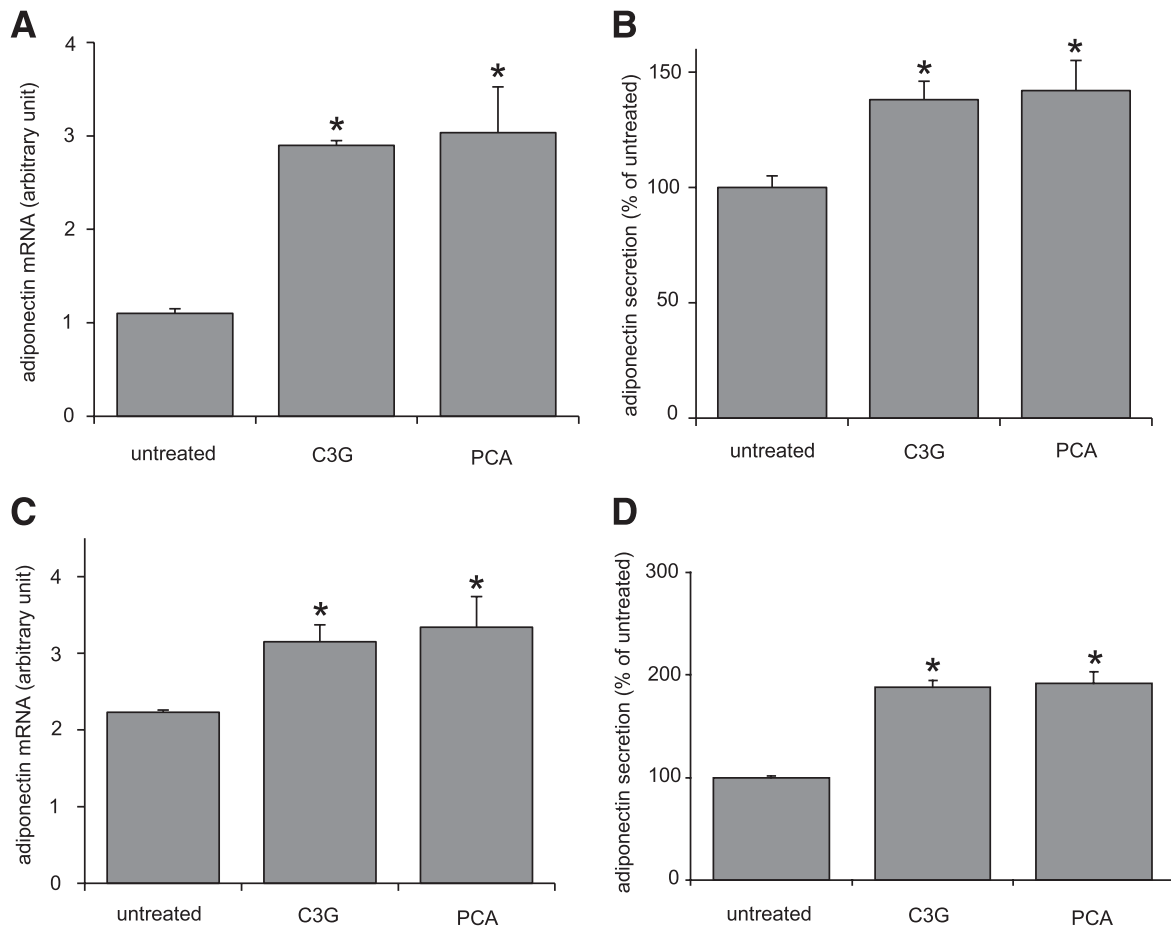 A
adiponectin mRNA (arbitrary unit)
4
3
2
1
0
*
*
untreated
C3G
PCA
B
adiponectin secretion (% of untreated)
150
100
50
0
*
*
untreated
C3G
PCA
C
adiponectin mRNA (arbitrary unit)
4
3
2
1
0
*
*
untreated
C3G
PCA
D
adiponectin secretion (% of untreated)
300
200
100
0
*
*
untreated
C3G
PCA